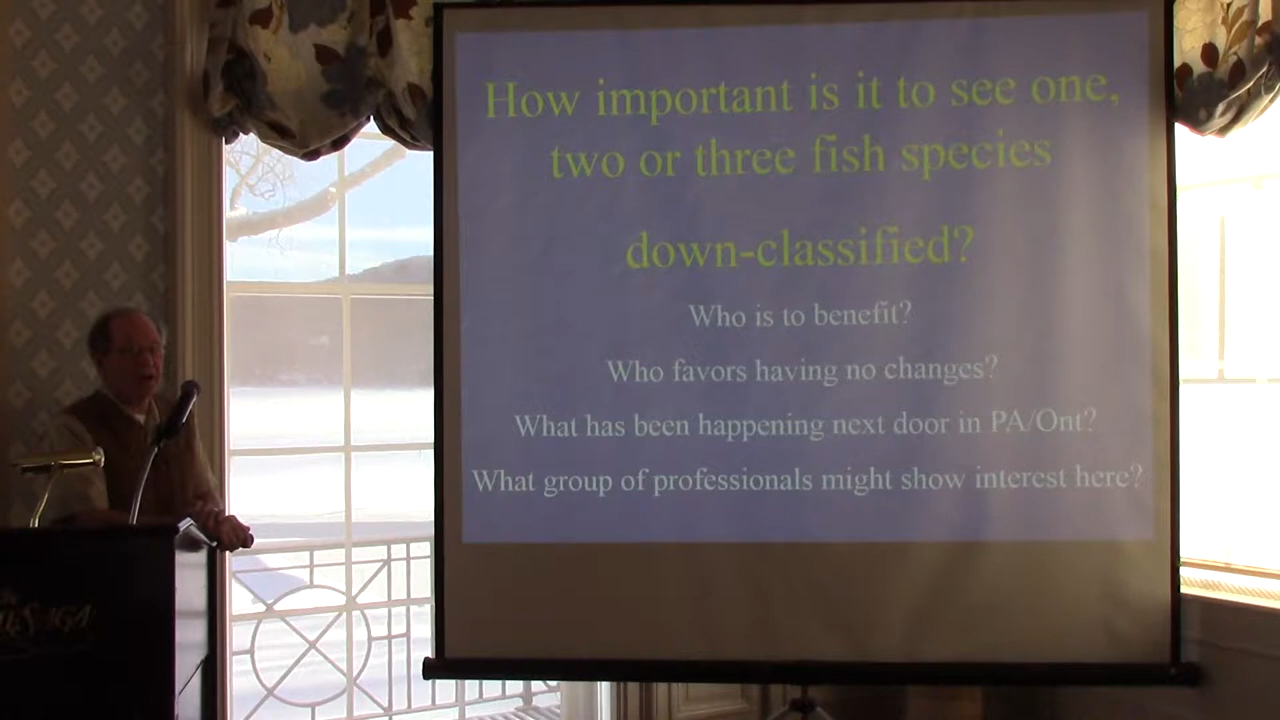 How important is it to see one,
two or three fish species
down-classified?
Who is to benefit?
Who favors having no changes?
What has been happening next door in PA/Ont?
What group of professionals might show interest here?